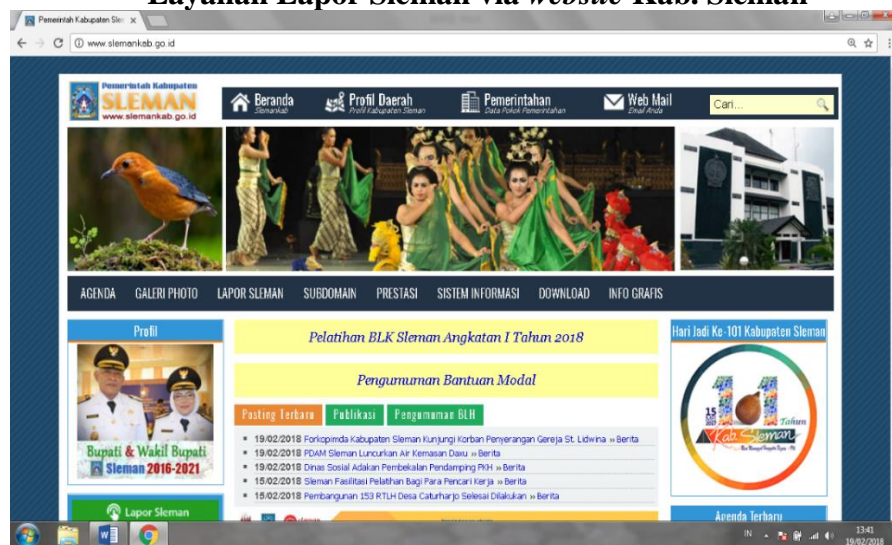 Layanan Lapor Sleman via website Kab. Sleman
Pemerintah Kabupaten Slem
www.slemankab.go.id
Pemerintah Kabupaten
SLEMAN
www.slemankab.go.id
Beranda
Slemankab
Profil Daerah
Profil Kabupaten Sleman
Pemerintahan
Data Pokok Pemerintahan
Web Mail
Email Anda
Cari...
AGENDA GALERI PHOTO LAPOR SLEMAN SUBDOMAIN PRESTASI SISTEM INFORMASI DOWNLOAD INFO GRAFIS
Profil
Bupati & Wakil Bupati
Sleman 2016-2021
Lapor Sleman
Pelatihan BLK Sleman Angkatan I Tahun 2018
Pengumuman Bantuan Modal
Posting Terbaru Publikasi Pengumuman BLH
19/02/2018 Forkopimda Kabupaten Sleman Kunjungi Korban Penyerangan Gereja St. Lidwina » Berita
19/02/2018 PDAM Sleman Luncurkan Air Kemasan Daxu » Berita
19/02/2018 Dinas Sosial Adakan Pembekalan Pendamping PKH » Berita
15/02/2018 Sleman Fasilitasi Pelatihan Bagi Para Pencari Kerja » Berita
15/02/2018 Pembangunan 153 RTLH Desa Caturharjo Selesai Dilakukan » Berita
Hari Jadi Ke-101 Kabupaten Sleman
15
101
Tahun
Kab. Sleman
Agenda Terbaru
IN
13:41
19/02/2018